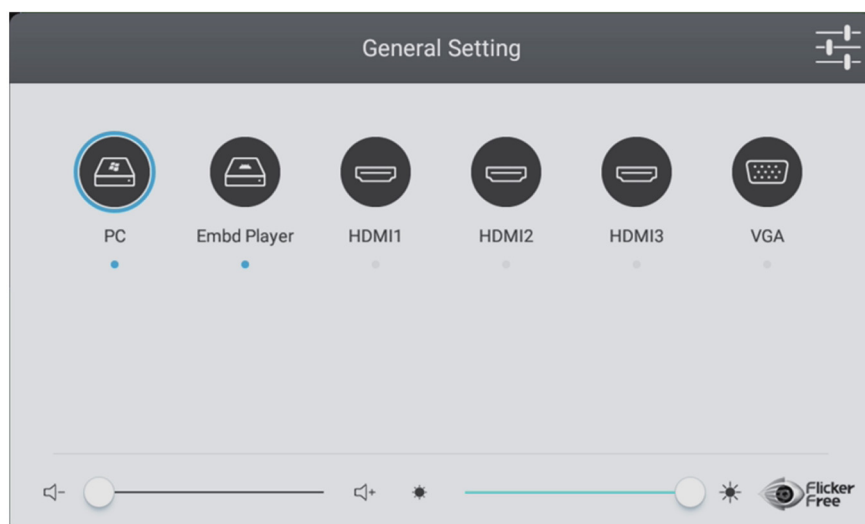 General Setting
PC
Embd Player
HDMI1
HDMI2
HDMI3
VGA
Flicker
Free